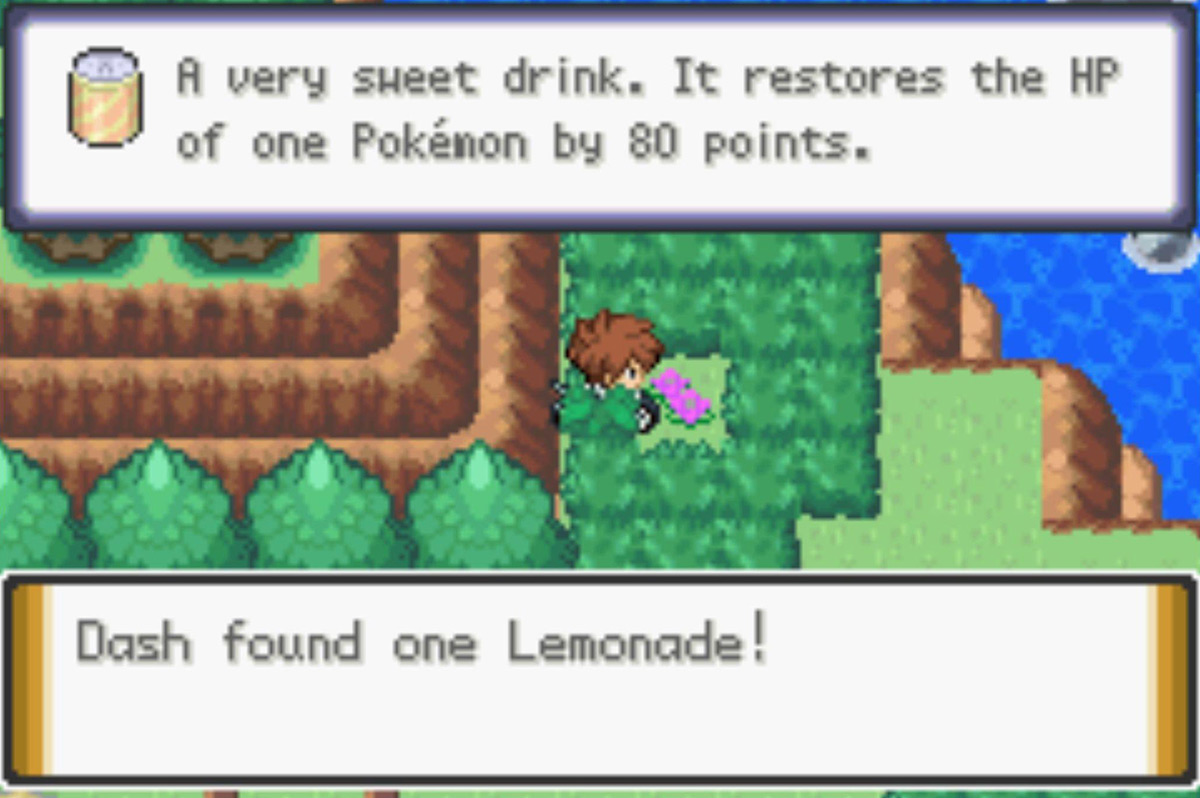 A very sweet drink. It restores the HP
of one Pokémon by 80 points.
Dash found one Lemonade!